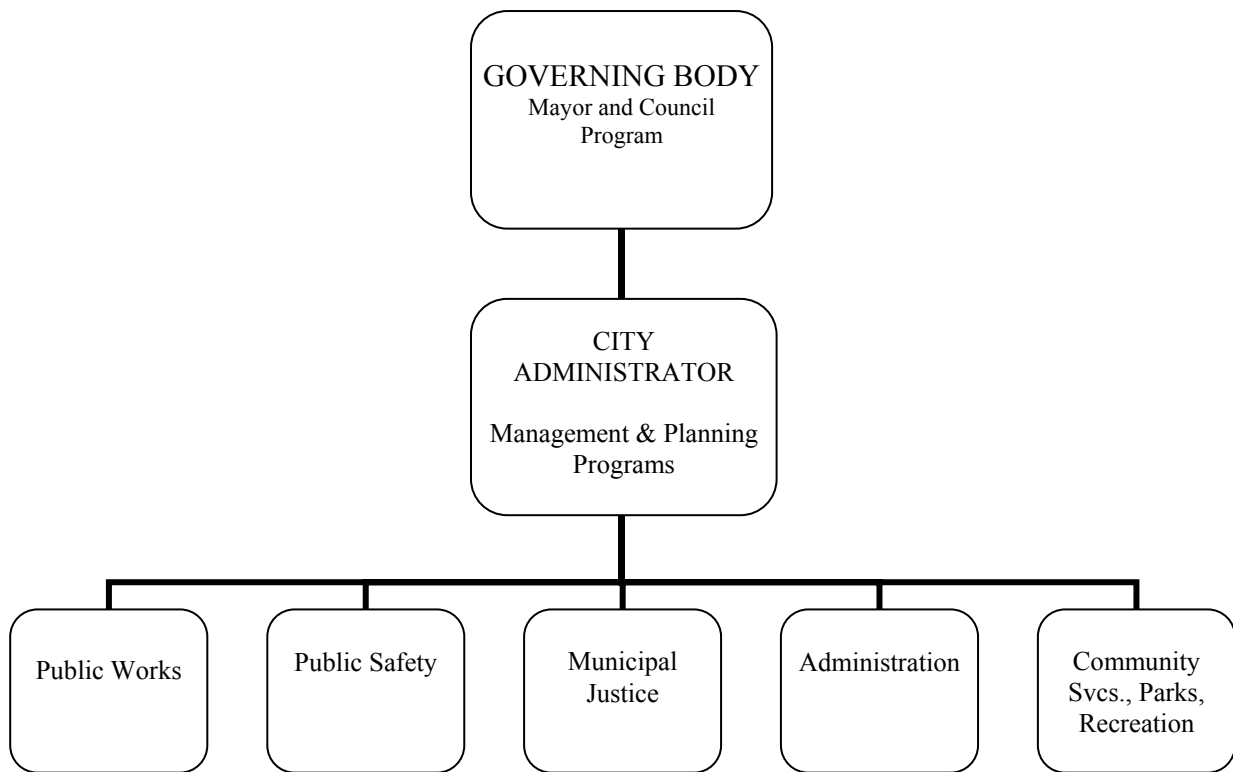 GOVERNING BODY
Mayor and Council
Program
CITY
ADMINISTRATOR
Management & Planning
Programs
Public Works
Public Safety
Municipal
Justice
Administration
Community
Svcs., Parks,
Recreation